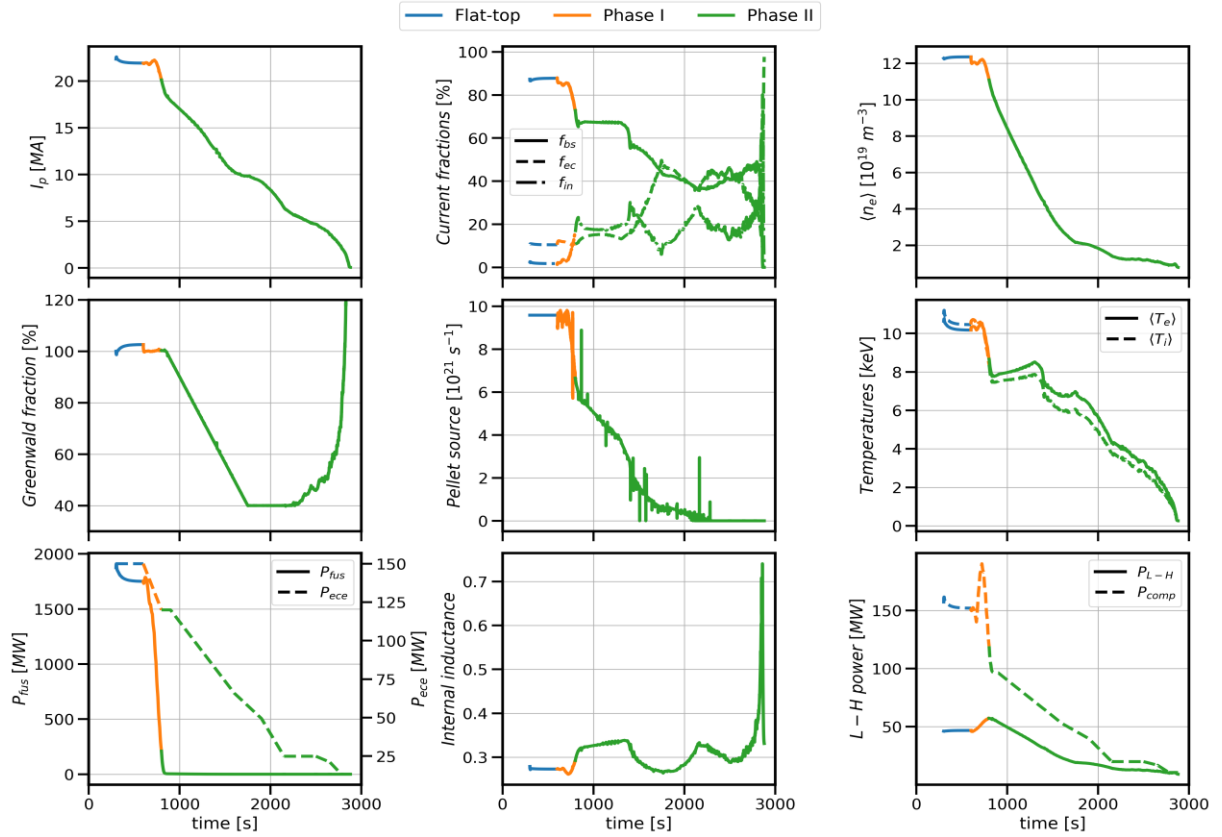 Flat-top Phase I Phase II
I_p [MA]
20
15
10
5
0
Current fractions [%]
100
80
60
40
20
0
f_bs
f_ec
f_in
⟨n_e⟩ [10^19 m^-3]
12
10
8
6
4
2
Greenwald fraction [%]
120
100
80
60
40
Pellet source [10^21 s^-1]
10
8
6
4
2
0
Temperatures [keV]
10
8
6
4
2
0
⟨T_e⟩
⟨T_i⟩
P_fus [MW]
2000
1500
1000
500
0
P_fus
P_ece
150
125
100
75
50
25
P_ece [MW]
0 1000 2000 3000
time [s]
Internal inductance
0.7
0.6
0.5
0.4
0.3
0 1000 2000 3000
time [s]
L−H power [MW]
150
100
50
P_L−H
P_comp
0 1000 2000 3000
time [s]